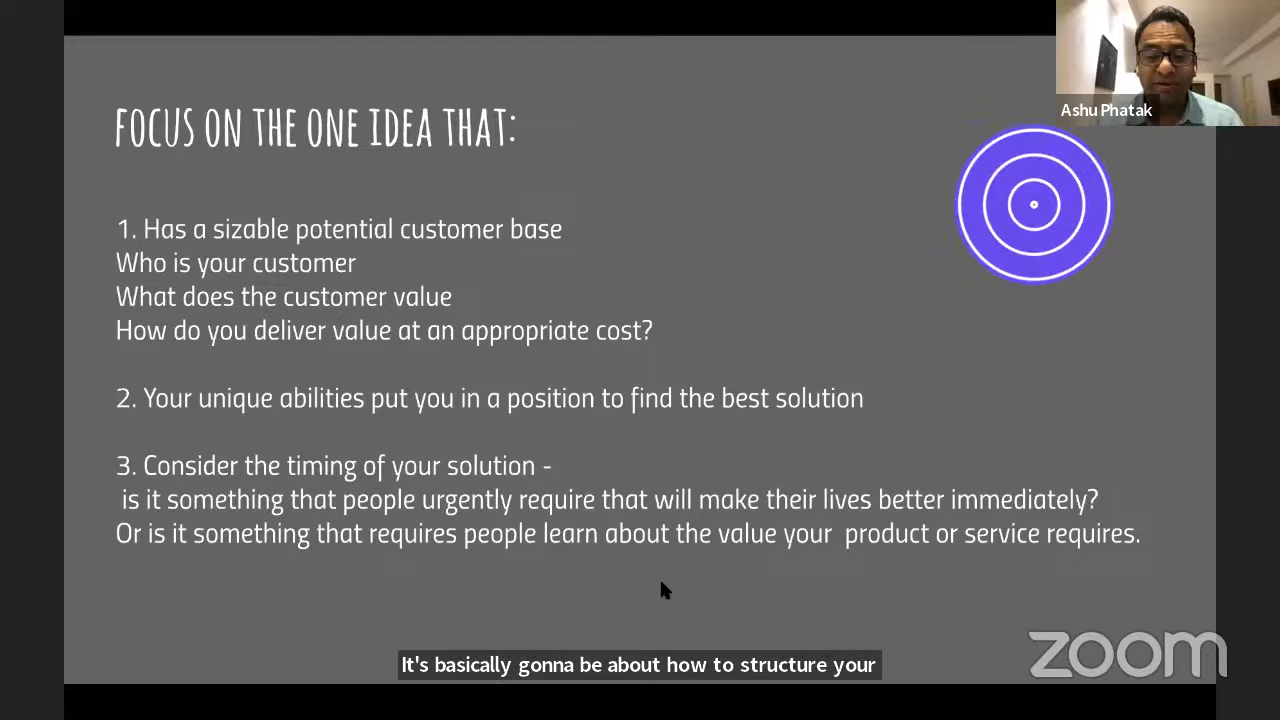 FOCUS ON THE ONE IDEA THAT:
Ashu Phatak
1. Has a sizable potential customer base
Who is your customer
What does the customer value
How do you deliver value at an appropriate cost?
2. Your unique abilities put you in a position to find the best solution
3. Consider the timing of your solution -
is it something that people urgently require that will make their lives better immediately?
Or is it something that requires people learn about the value your product or service requires.
It's basically gonna be about how to structure your
zoom